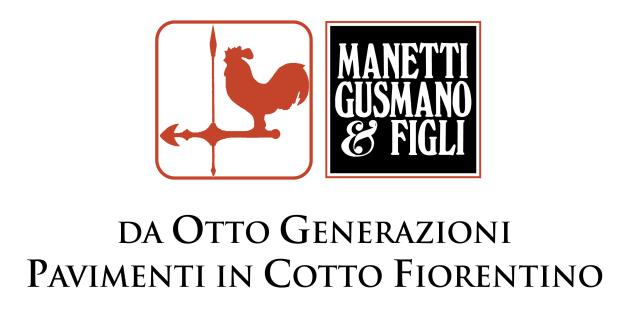 MANETTI
GUSMANO
& FIGLI
DA OTTO GENERAZIONI
PAVIMENTI IN COTTO FIORENTINO